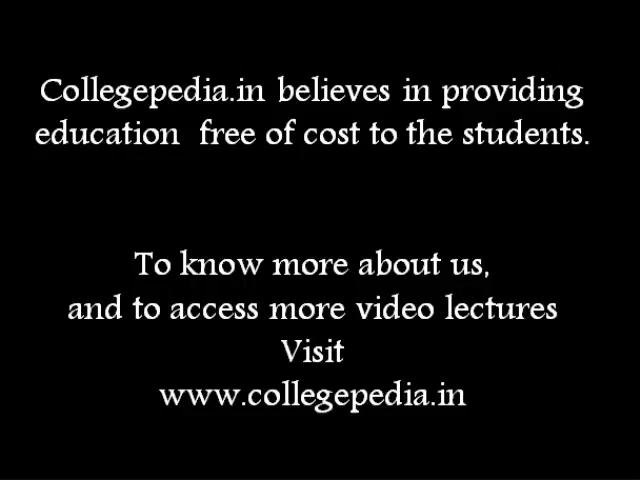 Collegepedia.in believes in providing
education free of cost to the students.
To know more about us,
and to access more video lectures
Visit
www.collegepedia.in